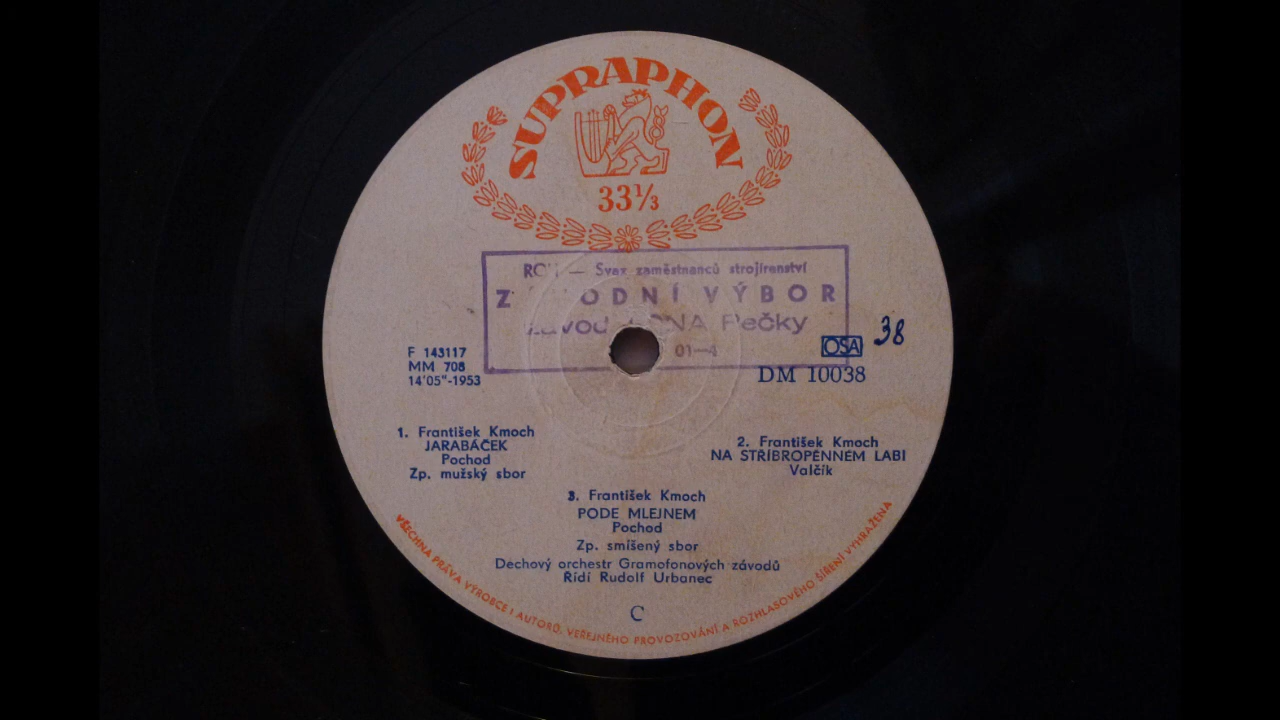 SUPRAPHON
33⅓
Svaz zaměstnanců strojírenství
VÝBOR
Pečky
01—4
OSA
38
F 143117
MM 708
14'05"-1953
DM 10038
1. František Kmoch
JARABÁČEK
Pochod
Zp. mužský sbor
2. František Kmoch
NA STŘÍBROPĚNNÉM LABI
Valčík
3. František Kmoch
PODE MLEJNEM
Pochod
Zp. smíšený sbor
Dechový orchestr Gramofonových závodů
Řídí Rudolf Urbanec
C
VŠECHNA PRÁVA VÝROBCE I AUTORŮ, VEŘEJNÉHO PROVOZOVÁNÍ A ROZHLASOVÉHO ŠÍŘENÍ VYHRAŽENA